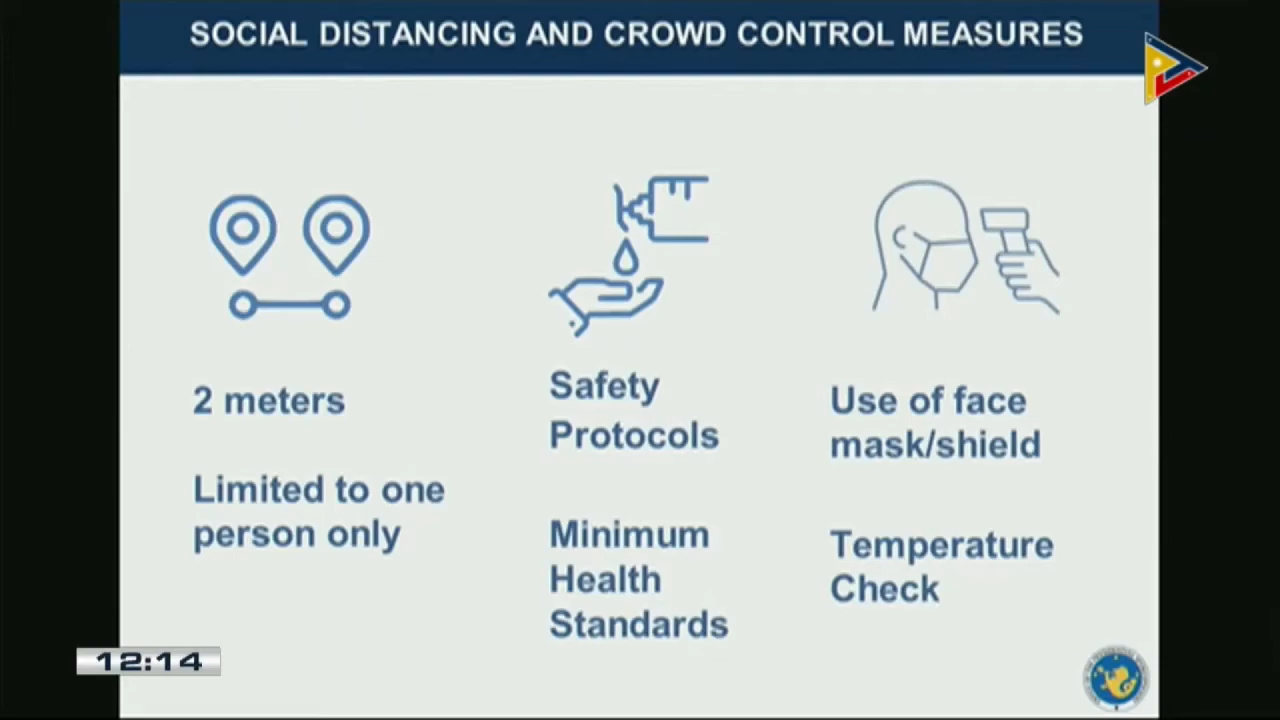 SOCIAL DISTANCING AND CROWD CONTROL MEASURES
2 meters
Limited to one
person only
Safety
Protocols
Minimum
Health
Standards
Use of face
mask/shield
Temperature
Check
12:14